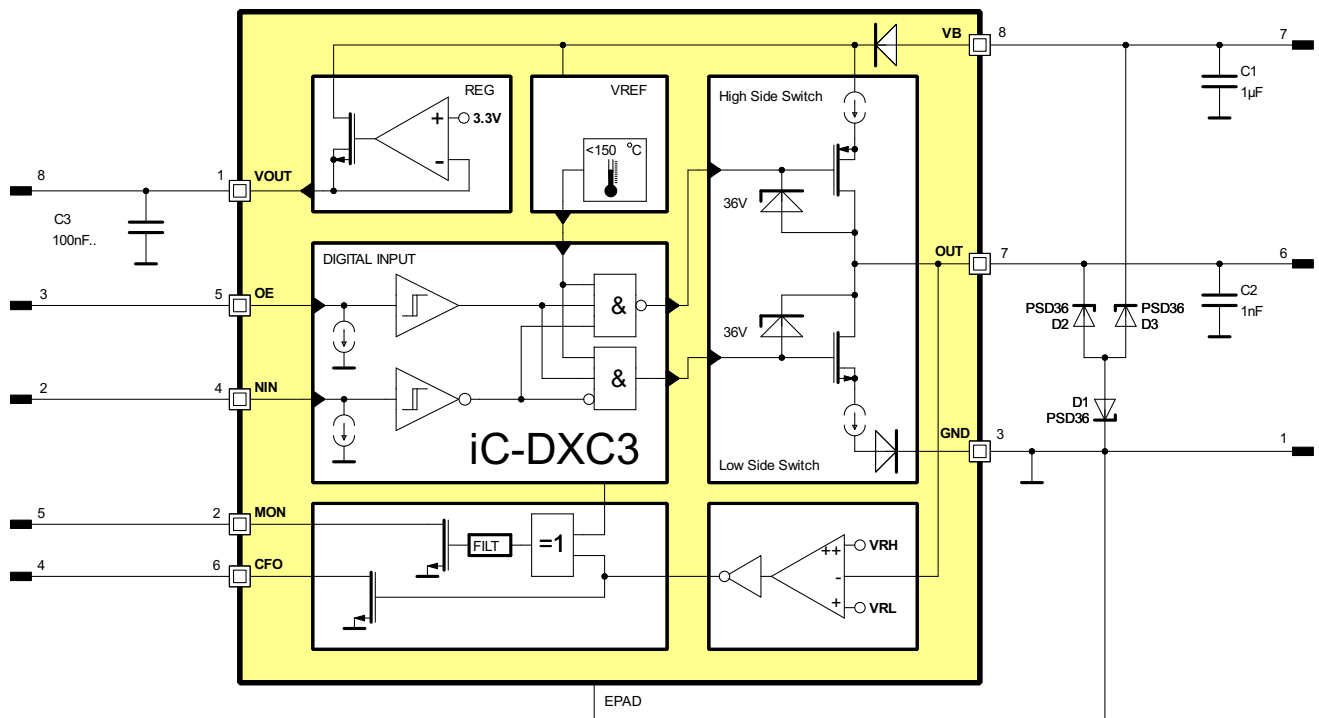 VB
8
7
REG
VREF
High Side Switch
C1
1µF
+
3.3V
-
<150 °C
8
1
VOUT
36V
C3
100nF..
DIGITAL INPUT
OUT
7
6
3
5
OE
&
PSD36
D2
PSD36
D3
C2
1nF
36V
2
4
NIN
&
D1
PSD36
iC-DXC3
GND
3
1
Low Side Switch
5
2
MON
FILT
=1
++
VRH
4
6
CFO
-
+
VRL
EPAD